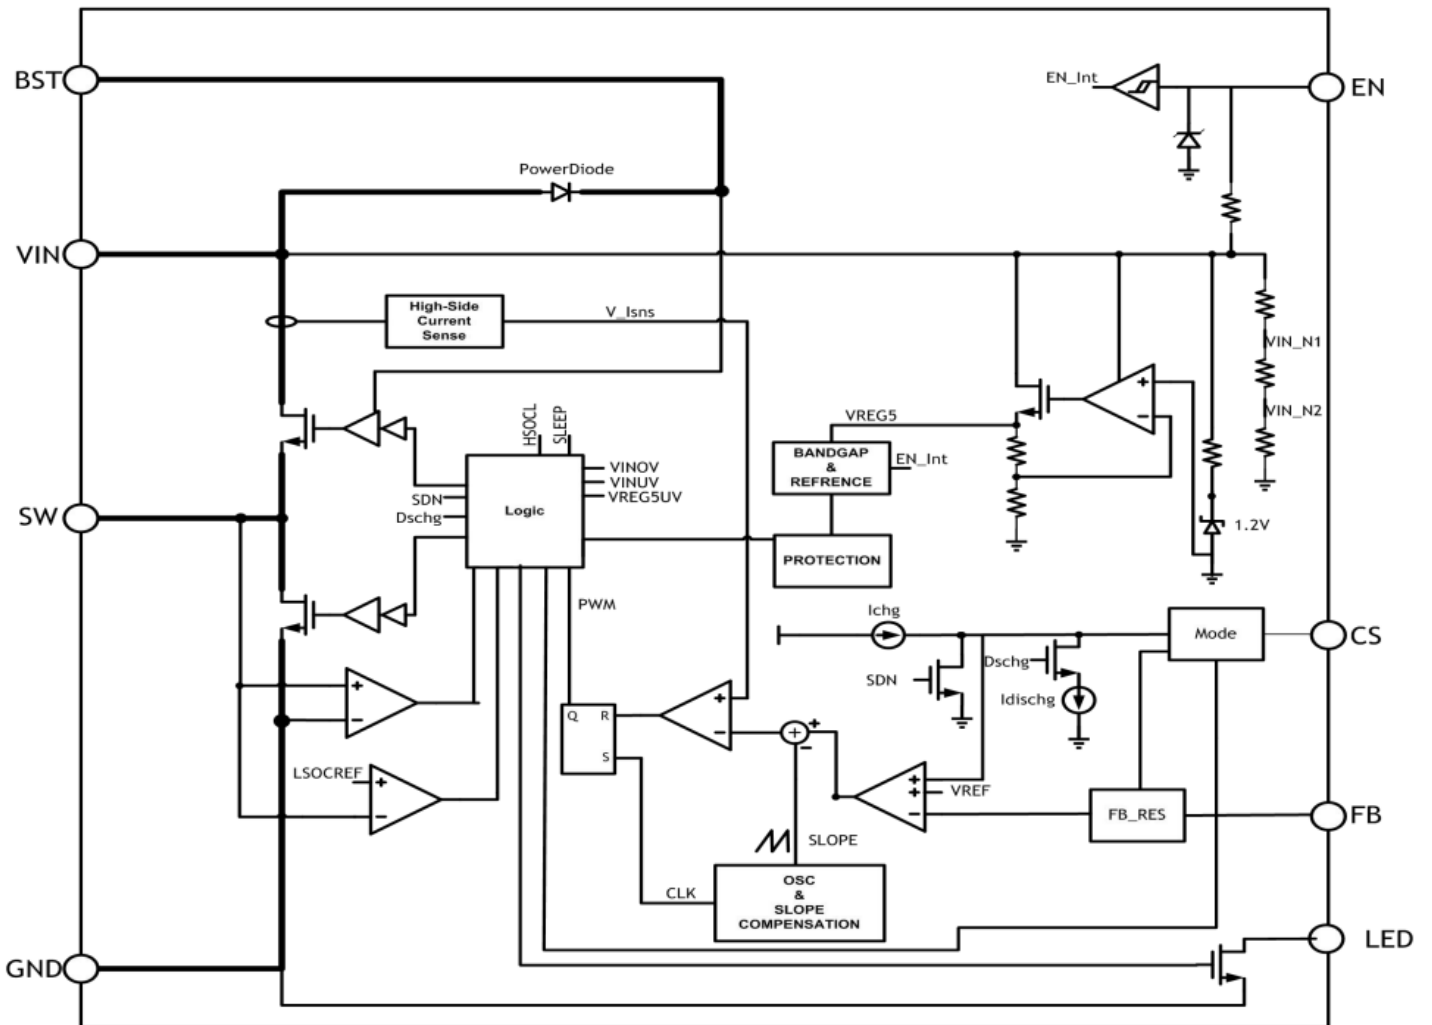 BST
EN_Int
EN
PowerDiode
VIN
High-Side
Current
Sense
V_Isns
VIN_N1
VIN_N2
+
−
VREG5
HSOCL
SLEEP
BANDGAP
&
REFRENCE
EN_Int
VINOV
VINUV
VREG5UV
SDN
Dschg
Logic
SW
1.2V
PROTECTION
PWM
Ichg
Mode
CS
Dschg
SDN
Idischg
+
−
+
−
Q
R
S
+
+
−
LSOCREF
+
−
+
+
−
VREF
FB_RES
FB
SLOPE
OSC
&
SLOPE
COMPENSATION
CLK
LED
GND